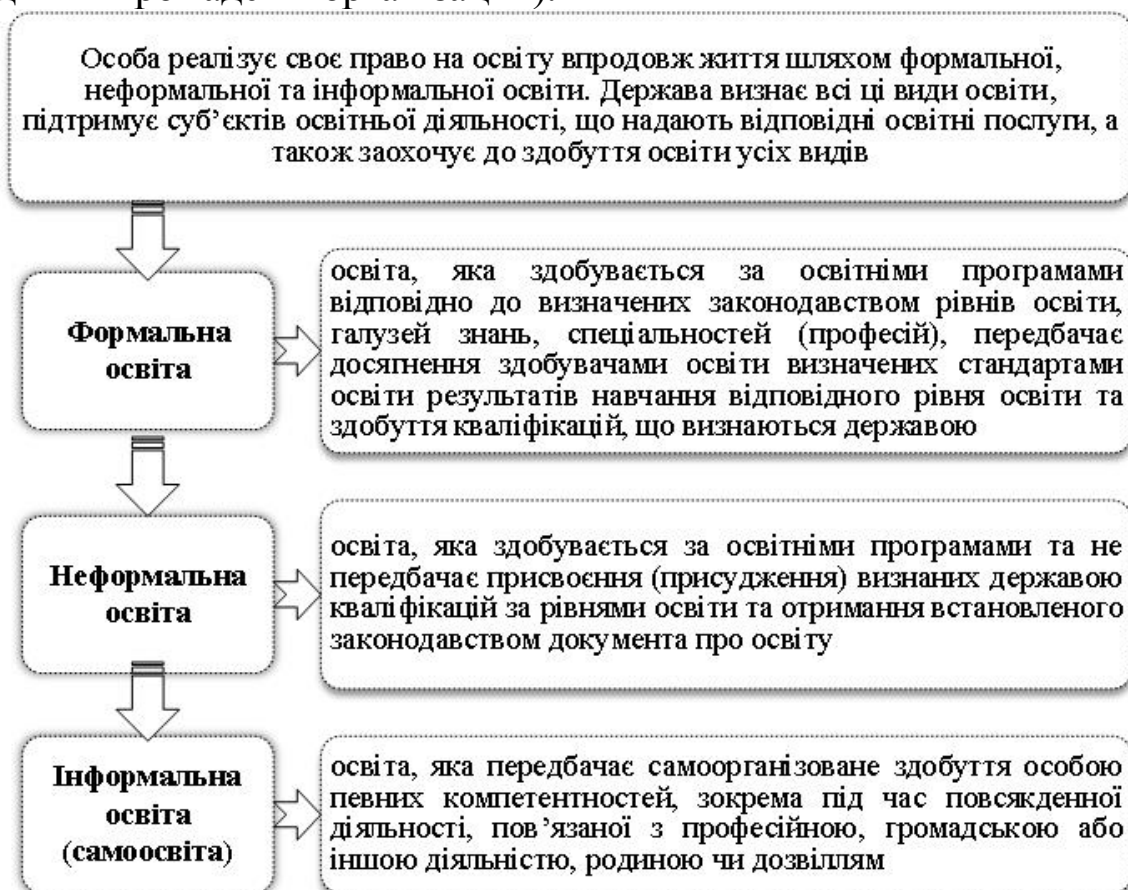 Особа реалізує своє право на освіту впродовж життя шляхом формальної,
неформальної та інформальної освіти. Держава визнає всі ці види освіти,
підтримує суб’єктів освітньої діяльності, що надають відповідні освітні послуги, а
також заохочує до здобуття освіти усіх видів
Формальна
освіта
освіта, яка здобувається за освітніми програмами
відповідно до визначених законодавством рівнів освіти,
галузей знань, спеціальностей (професій), передбачає
досягнення здобувачами освіти визначених стандартами
освіти результатів навчання відповідного рівня освіти та
здобуття кваліфікацій, що визнаються державою
Неформальна
освіта
освіта, яка здобувається за освітніми програмами та не
передбачає присвоєння (присудження) визнаних державою
кваліфікацій за рівнями освіти та отримання встановленого
законодавством документа про освіту
Інформальна
освіта
(самоосвіта)
освіта, яка передбачає самоорганізоване здобуття особою
певних компетентностей, зокрема під час повсякденної
діяльності, пов’язаної з професійною, громадською або
іншою діяльністю, родиною чи дозвіллям